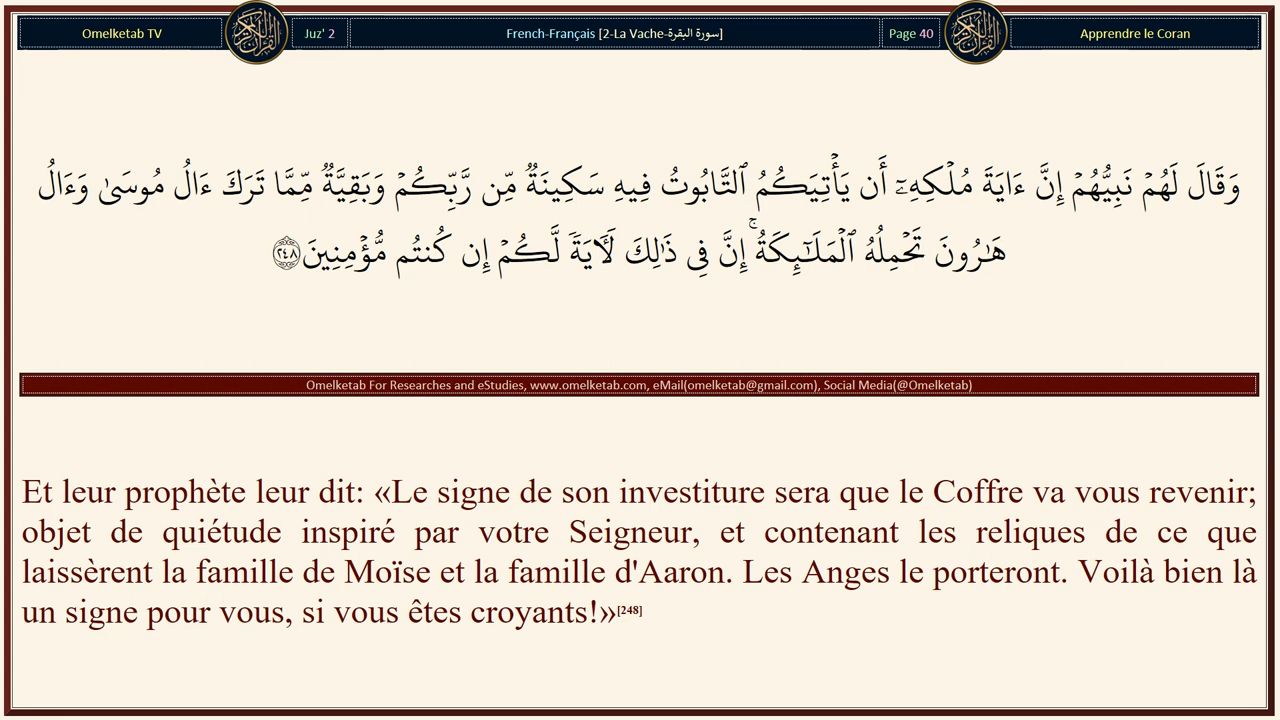 Omelketab TV
Juz' 2
French-Français [2-La Vache-سورة البقرة]
Page 40
Apprendre le Coran
وَقَالَ لَهُمْ نَبِيُّهُمْ إِنَّ ءَايَةَ مُلْكِهِۦٓ أَن يَأْتِيَكُمُ ٱلتَّابُوتُ فِيهِ سَكِينَةٌ مِّن رَّبِّكُمْ وَبَقِيَّةٌ مِّمَّا تَرَكَ ءَالُ مُوسَىٰ وَءَالُ
هَـٰرُونَ تَحْمِلُهُ ٱلْمَلَـٰٓئِكَةُ ۚ إِنَّ فِى ذَٰلِكَ لَـَٔايَةً لَّكُمْ إِن كُنتُم مُّؤْمِنِينَ ٢٤٨
Omelketab For Researches and eStudies, www.omelketab.com, eMail(omelketab@gmail.com), Social Media(@Omelketab)
Et leur prophète leur dit: «Le signe de son investiture sera que le Coffre va vous revenir;
objet de quiétude inspiré par votre Seigneur, et contenant les reliques de ce que
laissèrent la famille de Moïse et la famille d'Aaron. Les Anges le porteront. Voilà bien là
un signe pour vous, si vous êtes croyants!»[248]